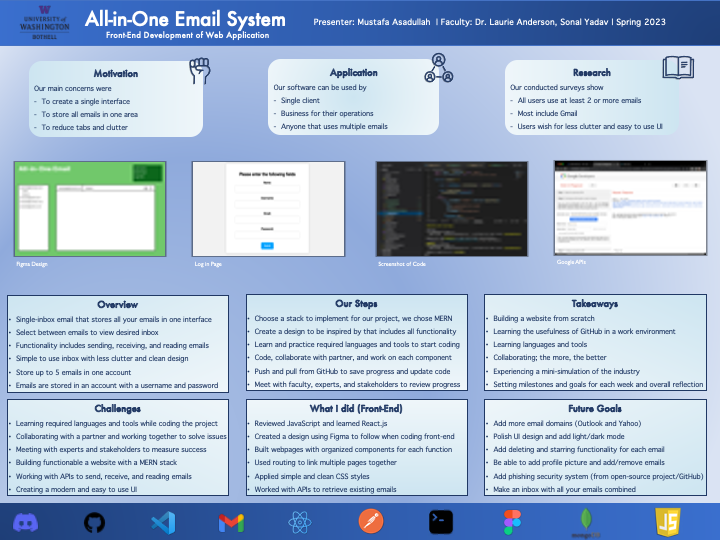 UNIVERSITY of
WASHINGTON
BOTHELL
All-in-One Email System
Front-End Development of Web Application
Presenter: Mustafa Asadullah | Faculty: Dr. Laurie Anderson, Sonal Yadav | Spring 2023
Motivation
Our main concerns were
- To create a single interface
- To store all emails in one area
- To reduce tabs and clutter
Application
Our software can be used by
- Single client
- Business for their operations
- Anyone that uses multiple emails
Research
Our conducted surveys show
- All users use at least 2 or more emails
- Most include Gmail
- Users wish for less clutter and easy to use UI
All-in-One-Email
Please enter the following fields
Name
Username
Email
Password
Figma Design
Log in Page
Screenshot of Code
Google APIs
Overview
• Single-inbox email that stores all your emails in one interface
• Select between emails to view desired inbox
• Functionality includes sending, receiving, and reading emails
• Simple to use inbox with less clutter and clean design
• Store up to 5 emails in one account
• Emails are stored in an account with a username and password
Our Steps
• Choose a stack to implement for our project, we chose MERN
• Create a design to be inspired by that includes all functionality
• Learn and practice required languages and tools to start coding
• Code, collaborate with partner, and work on each component
• Push and pull from GitHub to save progress and update code
• Meet with faculty, experts, and stakeholders to review progress
Takeaways
• Building a website from scratch
• Learning the usefulness of GitHub in a work environment
• Learning languages and tools
• Collaborating; the more, the better
• Experiencing a mini-simulation of the industry
• Setting milestones and goals for each week and overall reflection
Challenges
• Learning required languages and tools while coding the project
• Collaborating with a partner and working together to solve issues
• Meeting with experts and stakeholders to measure success
• Building functionable a website with a MERN stack
• Working with APIs to send, receive, and reading emails
• Creating a modern and easy to use UI
What I did (Front-End)
• Reviewed JavaScript and learned React.js
• Created a design using Figma to follow when coding front-end
• Built webpages with organized components for each function
• Used routing to link multiple pages together
• Applied simple and clean CSS styles
• Worked with APIs to retrieve existing emails
Future Goals
• Add more email domains (Outlook and Yahoo)
• Polish UI design and add light/dark mode
• Add deleting and starring functionality for each email
• Be able to add profile picture and add/remove emails
• Add phishing security system (from open-source project/GitHub)
• Make an inbox with all your emails combined
JS